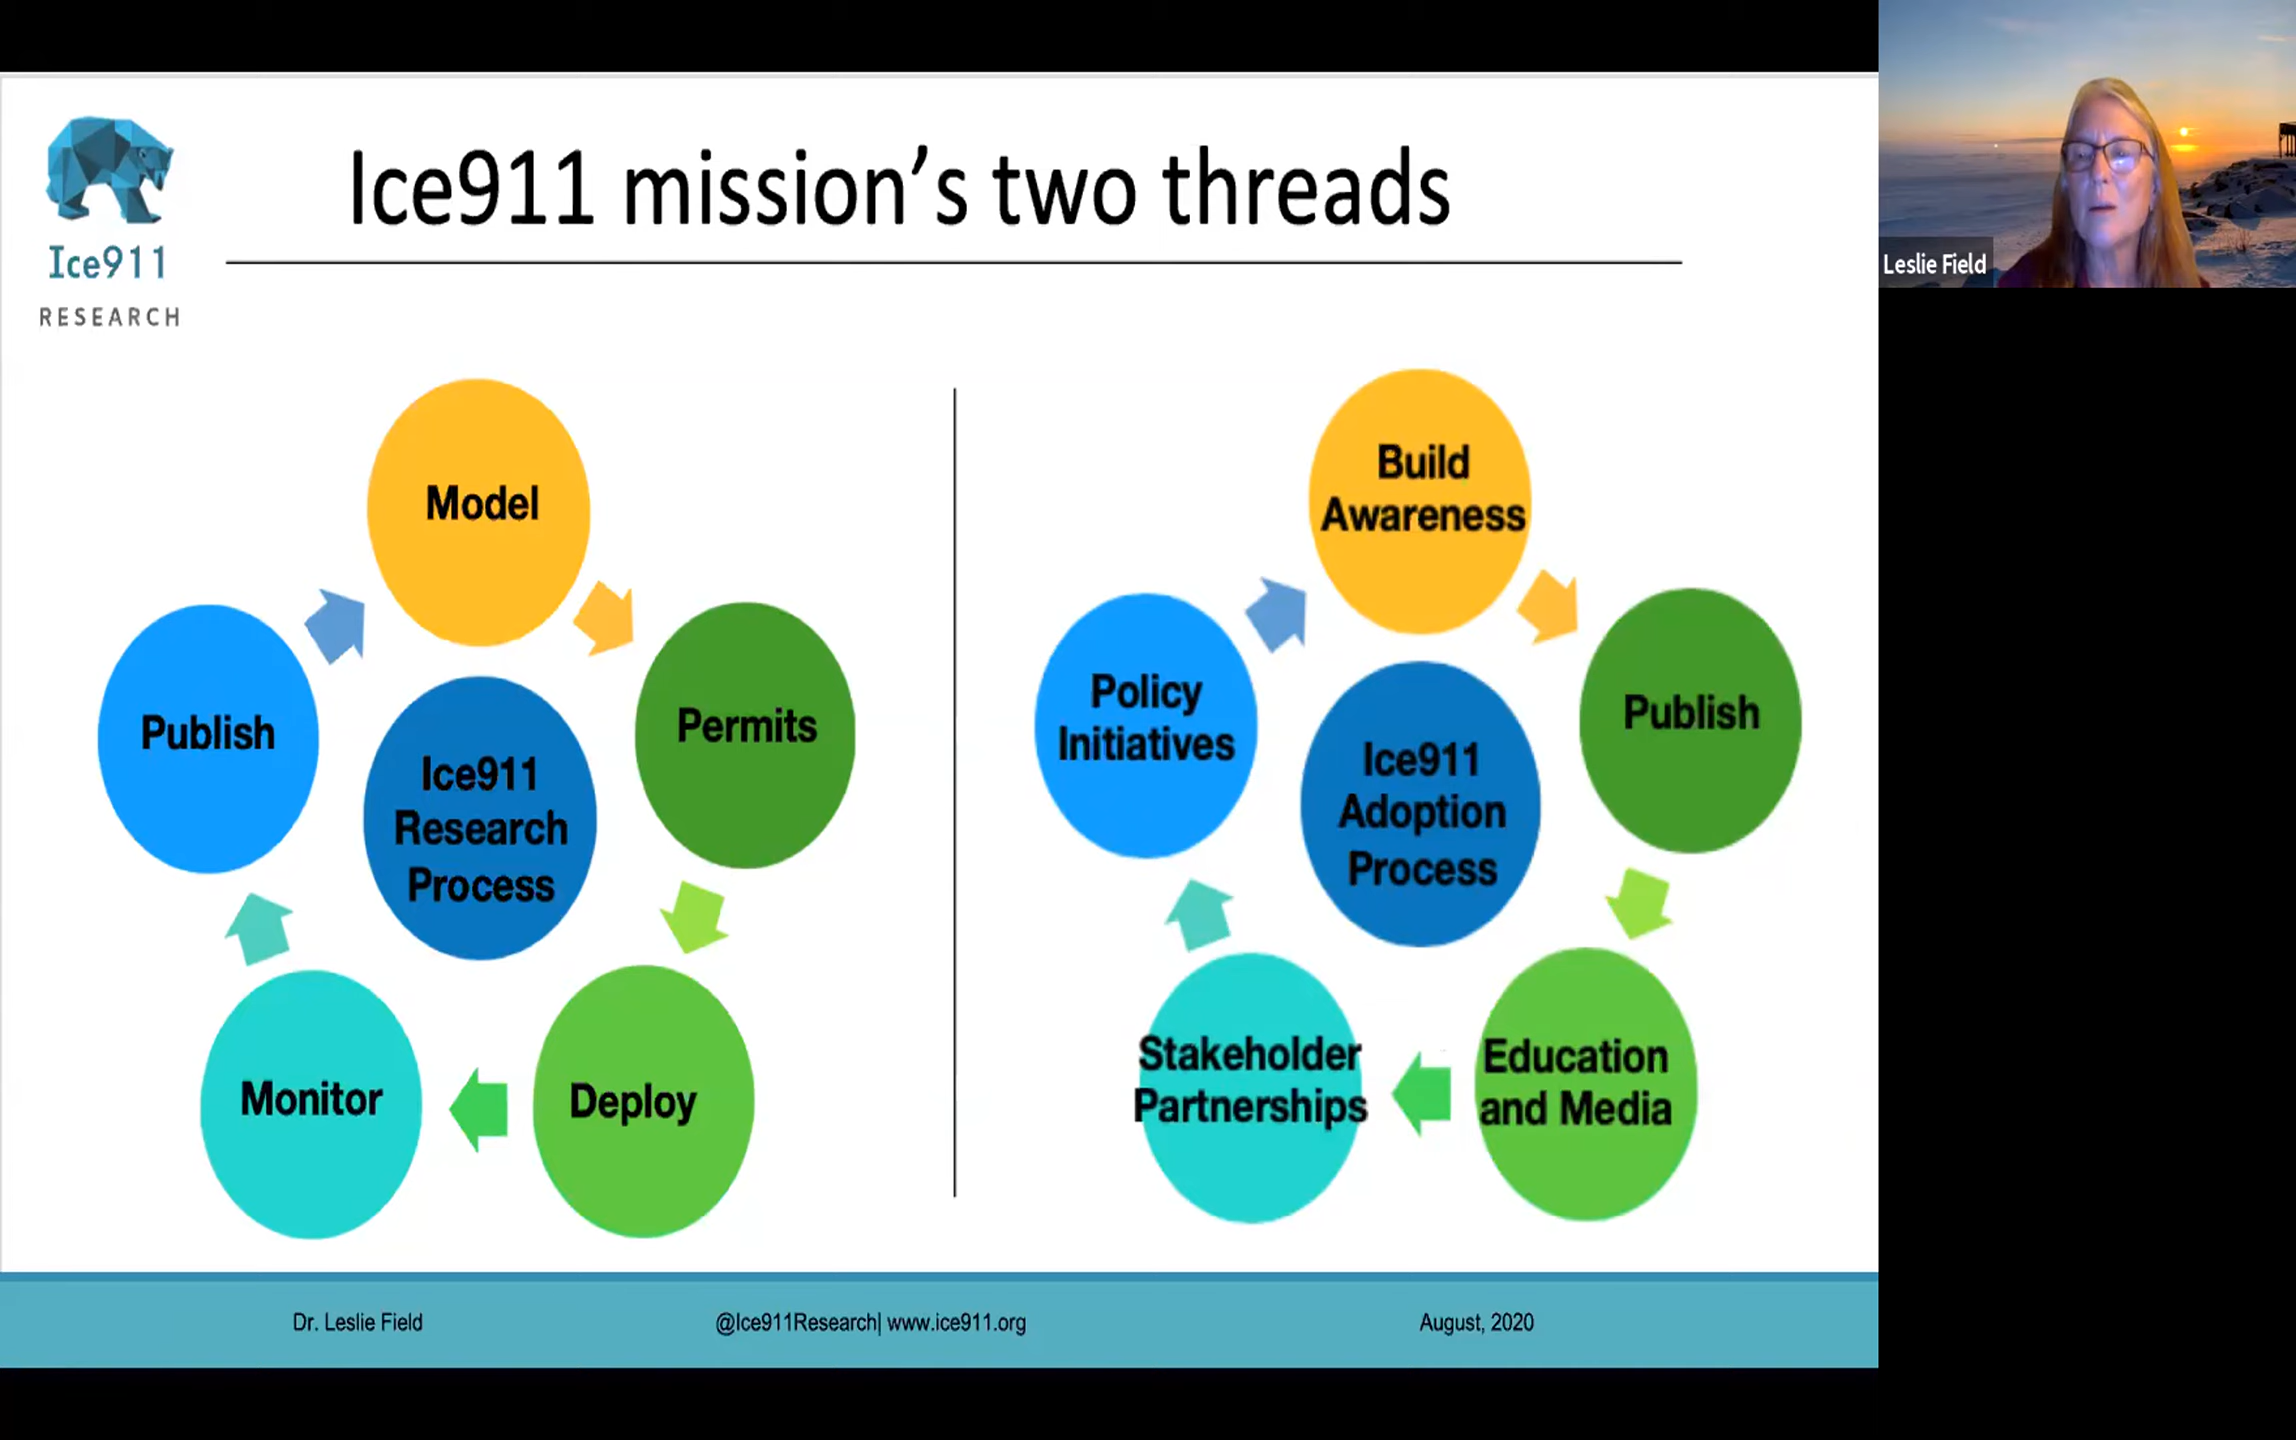 Ice911
RESEARCH
Ice911 mission’s two threads
Leslie Field
Model
Permits
Deploy
Monitor
Publish
Ice911
Research
Process
Build
Awareness
Publish
Education
and Media
Stakeholder
Partnerships
Policy
Initiatives
Ice911
Adoption
Process
Dr. Leslie Field
@Ice911Research| www.ice911.org
August, 2020